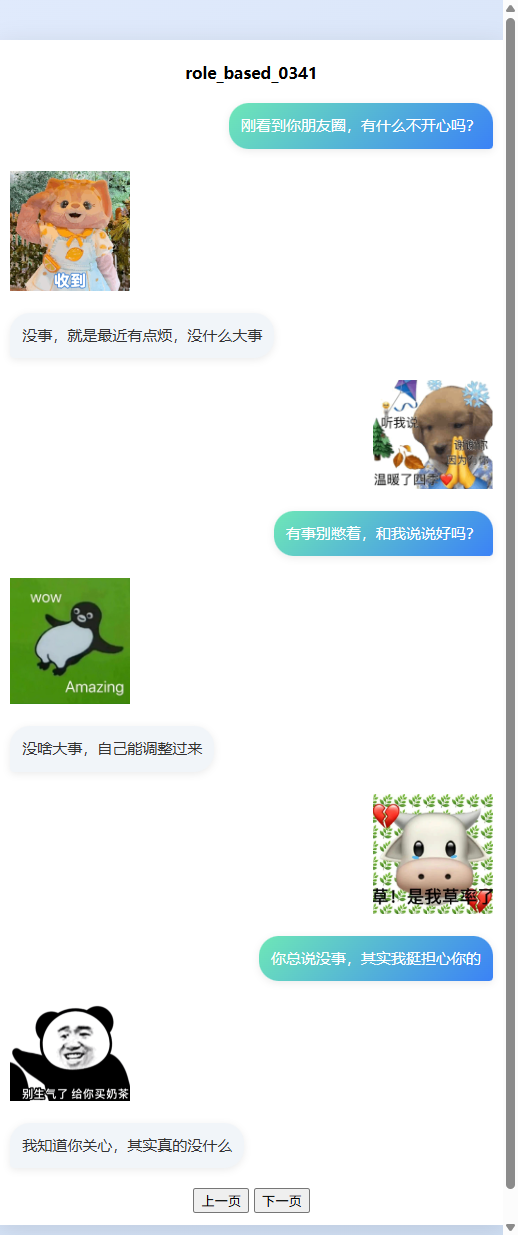 role_based_0341
刚看到你朋友圈，有什么不开心吗？
收到
没事，就是最近有点烦，没什么大事
听我说
谢谢你
因为有你
温暖了四季
有事别憋着，和我说说好吗？
wow
Amazing
没啥大事，自己能调整过来
草！是我草率了
你总说没事，其实我挺担心你的
别生气了 给你买奶茶
我知道你关心，其实真的没什么
上一页 下一页